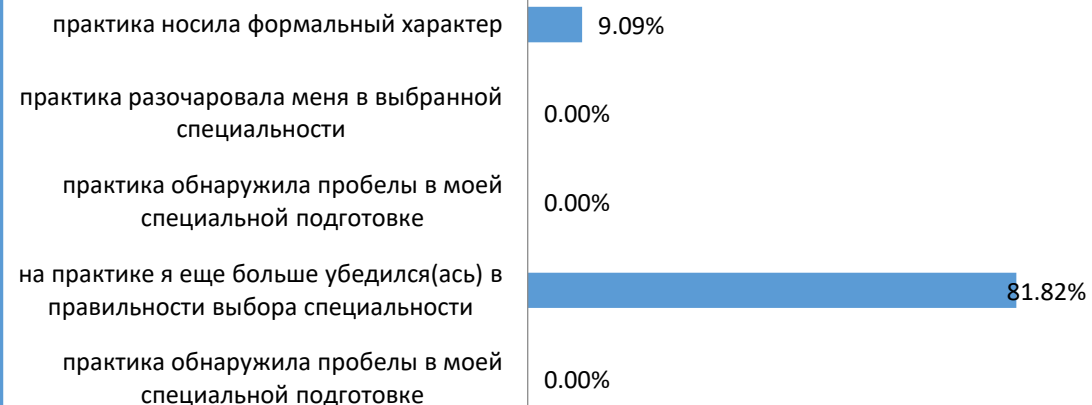 практика носила формальный характер
9.09%
практика разочаровала меня в выбранной
специальности
0.00%
практика обнаружила пробелы в моей
специальной подготовке
0.00%
на практике я еще больше убедился(ась) в
правильности выбора специальности
81.82%
практика обнаружила пробелы в моей
специальной подготовке
0.00%